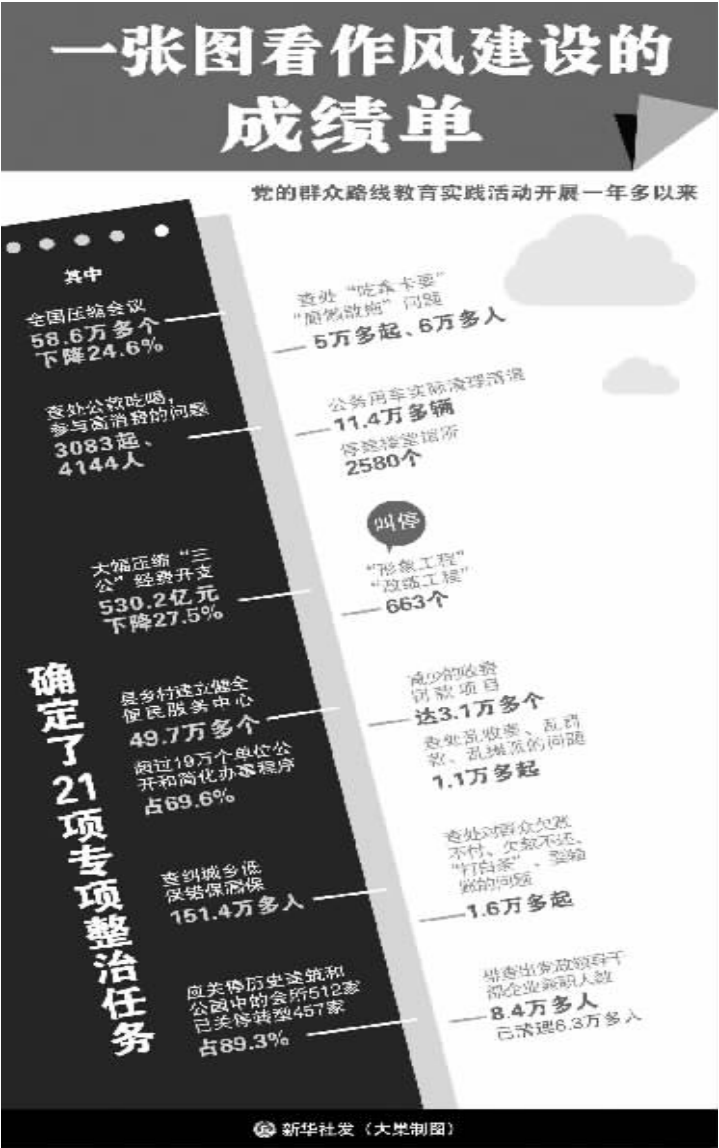 一张图看作风建设的
成绩单
党的群众路线教育实践活动开展一年多以来
其中
全国压缩会议
58.6万多个
下降24.6%
查处“吃拿卡要”
“庸懒散拖”问题
5万多起、6万多人
查处公款吃喝，
参与高消费的问题
3083起、
4144人
公务用车实际清理清退
11.4万多辆
停建楼堂馆所
2580个
大幅压缩“三
公”经费开支
530.2亿元
下降27.5%
叫停
“形象工程”
“政绩工程”
663个
确定了21项专项整治任务
县乡村建立健全
便民服务中心
49.7万多个
超过19万个单位公
开和简化办事程序
占69.6%
减少的收费
罚款项目
达3.1万多个
查处乱收费、乱罚
款、乱摊派的问题
1.1万多起
查纠城乡低
保错保漏保
151.4万多人
查处对群众欠账
不付、欠款不还、
“打白条”、耍赖
账的问题
1.6万多起
应关停历史建筑和
公园中的会所512家
已关停转型457家
占89.3%
排查出党政领导干
部企业兼职人数
8.4万多人
已清理6.3万多人
新华社发（大巢制图）